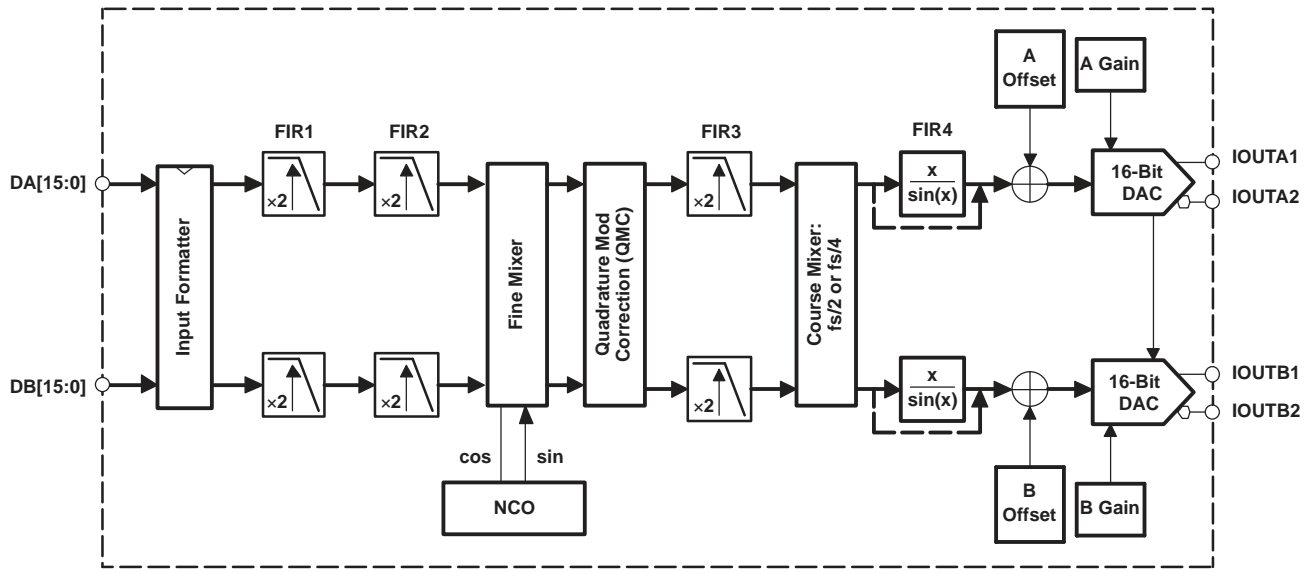 A
Offset
A Gain
FIR1
FIR2
FIR3
FIR4
DA[15:0]
×2
×2
×2
x
sin(x)
16-Bit
DAC
IOUTA1
IOUTA2
Input Formatter
Fine Mixer
Quadrature Mod
Correction (QMC)
Course Mixer:
fs/2 or fs/4
DB[15:0]
×2
×2
×2
x
sin(x)
16-Bit
DAC
IOUTB1
IOUTB2
cos
sin
NCO
B
Offset
B Gain